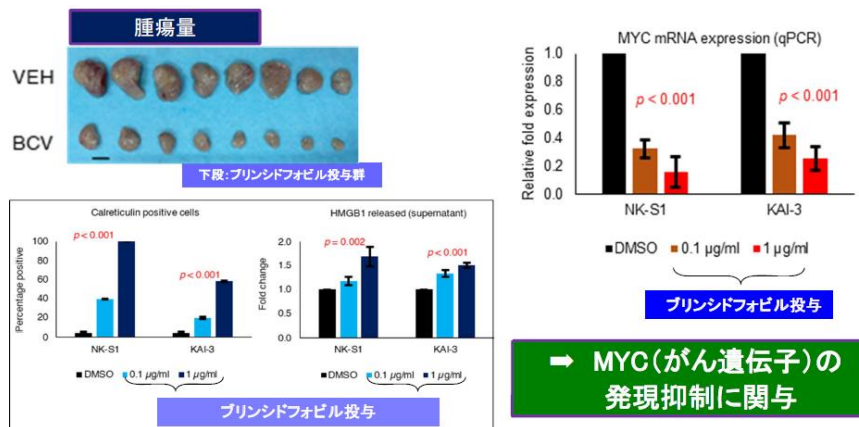 腫瘍量
VEH
BCV
下段:ブリンシドフォビル投与群
Calreticulin positive cells
Percentage positive
100
80
60
40
20
0
p < 0.001
p < 0.001
NK-S1
KAI-3
DMSO 0.1 µg/ml 1 µg/ml
HMGB1 released (supernatant)
Fold change
2.0
1.5
1.0
0.5
0.0
p = 0.002
p < 0.001
NK-S1
KAI-3
DMSO 0.1 µg/ml 1 µg/ml
ブリンシドフォビル投与
MYC mRNA expression (qPCR)
Relative fold expression
1.0
0.8
0.6
0.4
0.2
0.0
p < 0.001
p < 0.001
NK-S1
KAI-3
DMSO 0.1 µg/ml 1 µg/ml
ブリンシドフォビル投与
➡ MYC(がん遺伝子)の
発現抑制に関与